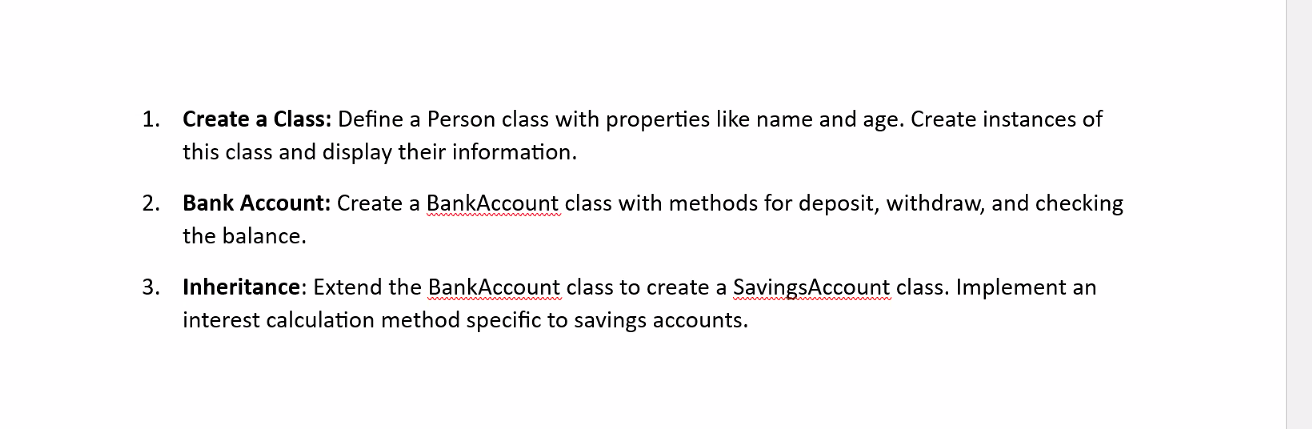 1. Create a Class: Define a Person class with properties like name and age. Create instances of
this class and display their information.
2. Bank Account: Create a BankAccount class with methods for deposit, withdraw, and checking
the balance.
3. Inheritance: Extend the BankAccount class to create a SavingsAccount class. Implement an
interest calculation method specific to savings accounts.